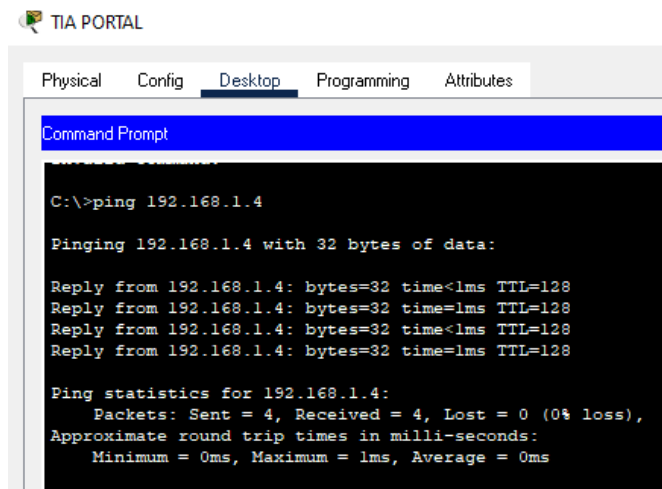 TIA PORTAL
Physical Config Desktop Programming Attributes
Command Prompt
C:\>ping 192.168.1.4
Pinging 192.168.1.4 with 32 bytes of data:
Reply from 192.168.1.4: bytes=32 time<1ms TTL=128
Reply from 192.168.1.4: bytes=32 time=1ms TTL=128
Reply from 192.168.1.4: bytes=32 time<1ms TTL=128
Reply from 192.168.1.4: bytes=32 time=1ms TTL=128
Ping statistics for 192.168.1.4:
Packets: Sent = 4, Received = 4, Lost = 0 (0% loss),
Approximate round trip times in milli-seconds:
Minimum = 0ms, Maximum = 1ms, Average = 0ms